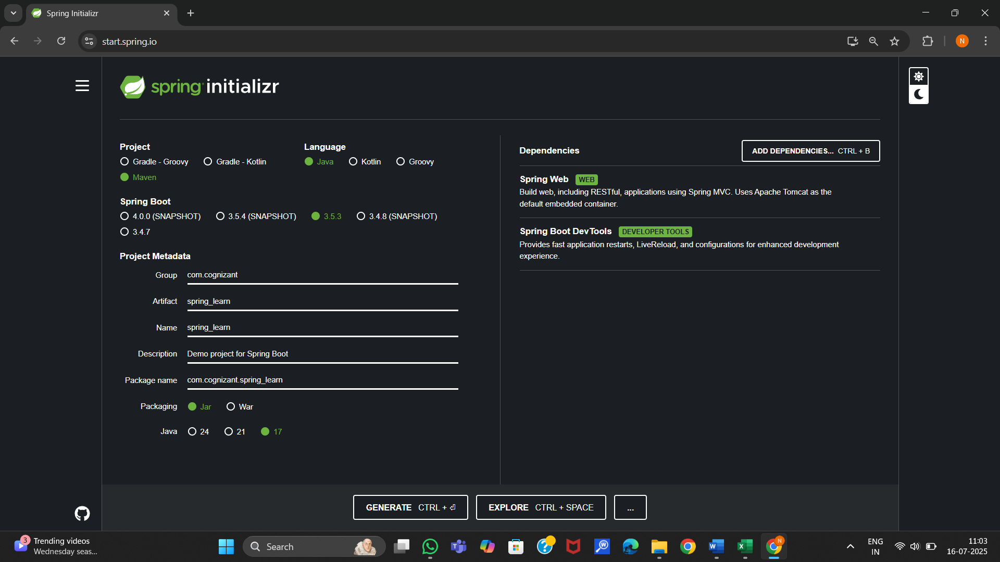 Spring Initializr
start.spring.io
N
spring initializr
Project
Gradle - Groovy
Gradle - Kotlin
Maven
Language
Java
Kotlin
Groovy
Spring Boot
4.0.0 (SNAPSHOT)
3.5.4 (SNAPSHOT)
3.5.3
3.4.8 (SNAPSHOT)
3.4.7
Project Metadata
Group com.cognizant
Artifact spring_learn
Name spring_learn
Description Demo project for Spring Boot
Package name com.cognizant.spring_learn
Packaging Jar War
Java 24 21 17
Dependencies
ADD DEPENDENCIES... CTRL + B
Spring Web WEB
Build web, including RESTful, applications using Spring MVC. Uses Apache Tomcat as the
default embedded container.
Spring Boot DevTools DEVELOPER TOOLS
Provides fast application restarts, LiveReload, and configurations for enhanced development
experience.
GENERATE CTRL + ⏎
EXPLORE CTRL + SPACE
...
3
Trending videos
Wednesday seas...
Search
T
W
W
X
N
ENG
IN
11:03
16-07-2025